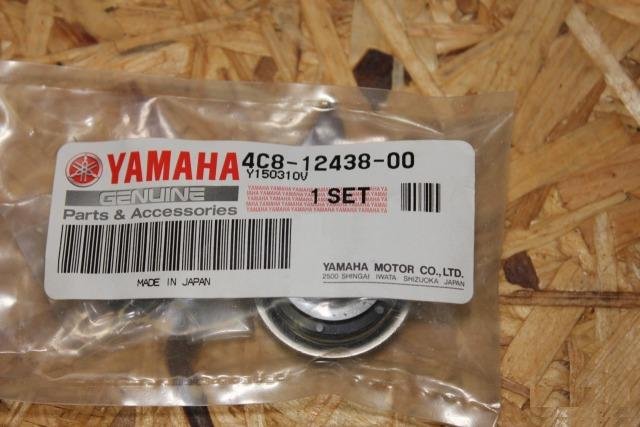 YAMAHA 4C8-12438-00
Y150310V
GENUINE
Parts & Accessories
1 SET
MADE IN JAPAN
YAMAHA MOTOR CO.,LTD.
2500 SHINGAI IWATA SHIZUOKA JAPAN